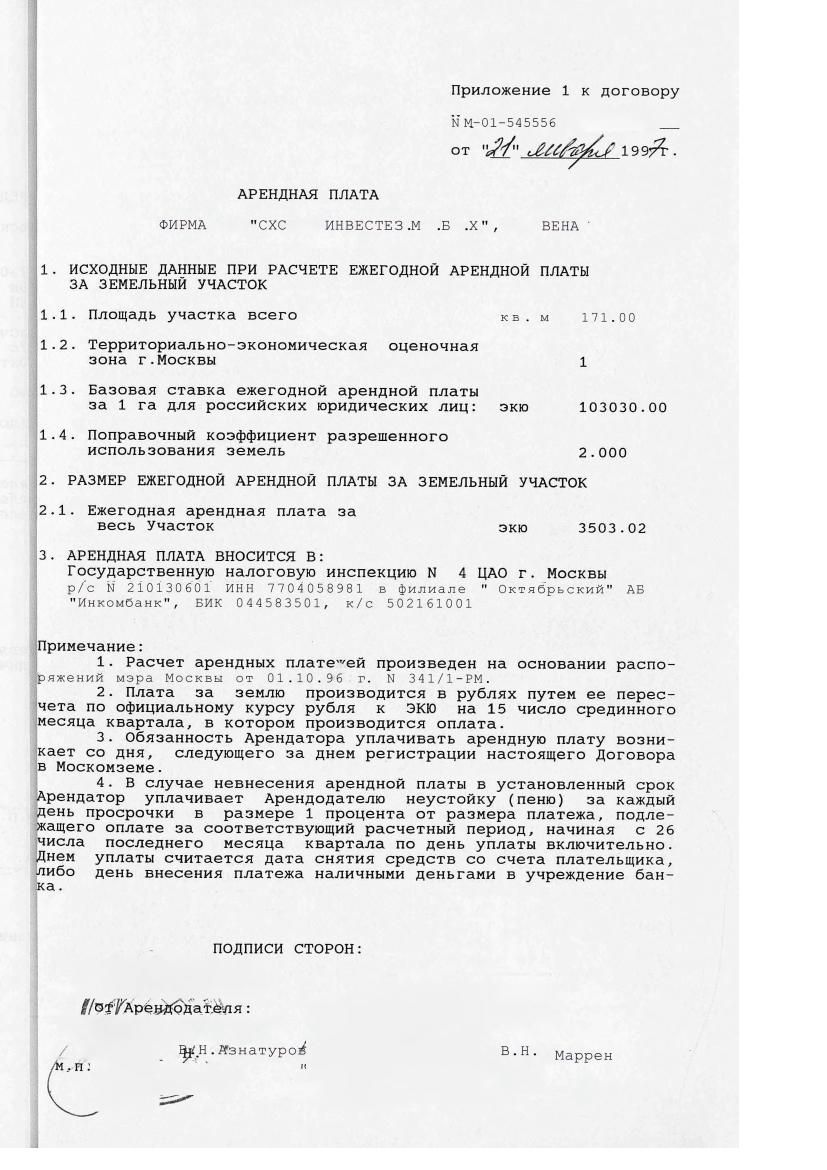 Приложение 1 к договору
N М-01-545556
от "21" января 1997г.
АРЕНДНАЯ ПЛАТА
ФИРМА "СХС ИНВЕСТЕЗ.М .Б .Х", ВЕНА
1. ИСХОДНЫЕ ДАННЫЕ ПРИ РАСЧЕТЕ ЕЖЕГОДНОЙ АРЕНДНОЙ ПЛАТЫ
ЗА ЗЕМЕЛЬНЫЙ УЧАСТОК
1.1. Площадь участка всего кв. м 171.00
1.2. Территориально-экономическая оценочная
зона г.Москвы 1
1.3. Базовая ставка ежегодной арендной платы
за 1 га для российских юридических лиц: экю 103030.00
1.4. Поправочный коэффициент разрешенного
использования земель 2.000
2. РАЗМЕР ЕЖЕГОДНОЙ АРЕНДНОЙ ПЛАТЫ ЗА ЗЕМЕЛЬНЫЙ УЧАСТОК
2.1. Ежегодная арендная плата за
весь Участок экю 3503.02
3. АРЕНДНАЯ ПЛАТА ВНОСИТСЯ В:
Государственную налоговую инспекцию N 4 ЦАО г. Москвы
р/с N 210130601 ИНН 7704058981 в филиале " Октябрьский" АБ
"Инкомбанк", БИК 044583501, к/с 502161001
Примечание:
1. Расчет арендных платежей произведен на основании распо-
ряжений мэра Москвы от 01.10.96 г. N 341/1-РМ.
2. Плата за землю производится в рублях путем ее перес-
чета по официальному курсу рубля к ЭКЮ на 15 число срединного
месяца квартала, в котором производится оплата.
3. Обязанность Арендатора уплачивать арендную плату возни-
кает со дня, следующего за днем регистрации настоящего Договора
в Москомземе.
4. В случае невнесения арендной платы в установленный срок
Арендатор уплачивает Арендодателю неустойку (пеню) за каждый
день просрочки в размере 1 процента от размера платежа, подле-
жащего оплате за соответствующий расчетный период, начиная с 26
числа последнего месяца квартала по день уплаты включительно.
Днем уплаты считается дата снятия средств со счета плательщика,
либо день внесения платежа наличными деньгами в учреждение бан-
ка.
ПОДПИСИ СТОРОН:
От Арендодателя:
В.Н.Азнатуров В.Н. Маррен
М.П.